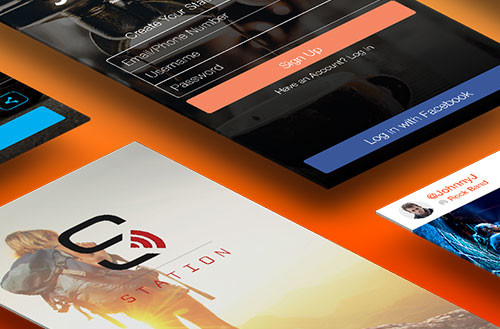 Create Your Sta
Email/Phone Number
Username
Password
Sign Up
Have an Account? Log in
Log in with Facebook
@JohnnyJ
Rock Band
STATION